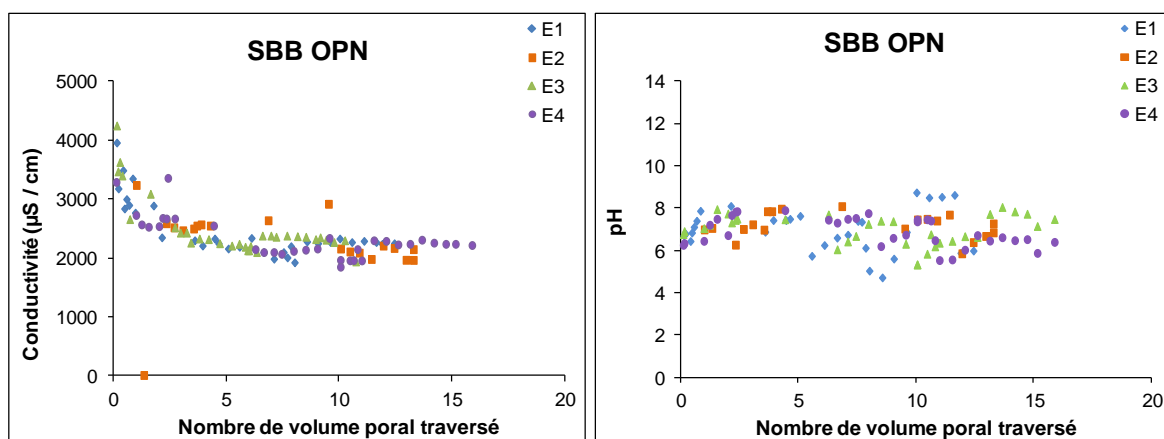 SBB OPN
E1
E2
E3
E4
5000
4000
3000
2000
1000
0
0
5
10
15
20
Conductivité (µS / cm)
Nombre de volume poral traversé
SBB OPN
E1
E2
E3
E4
14
12
10
8
6
4
2
0
0
5
10
15
20
pH
Nombre de volume poral traversé